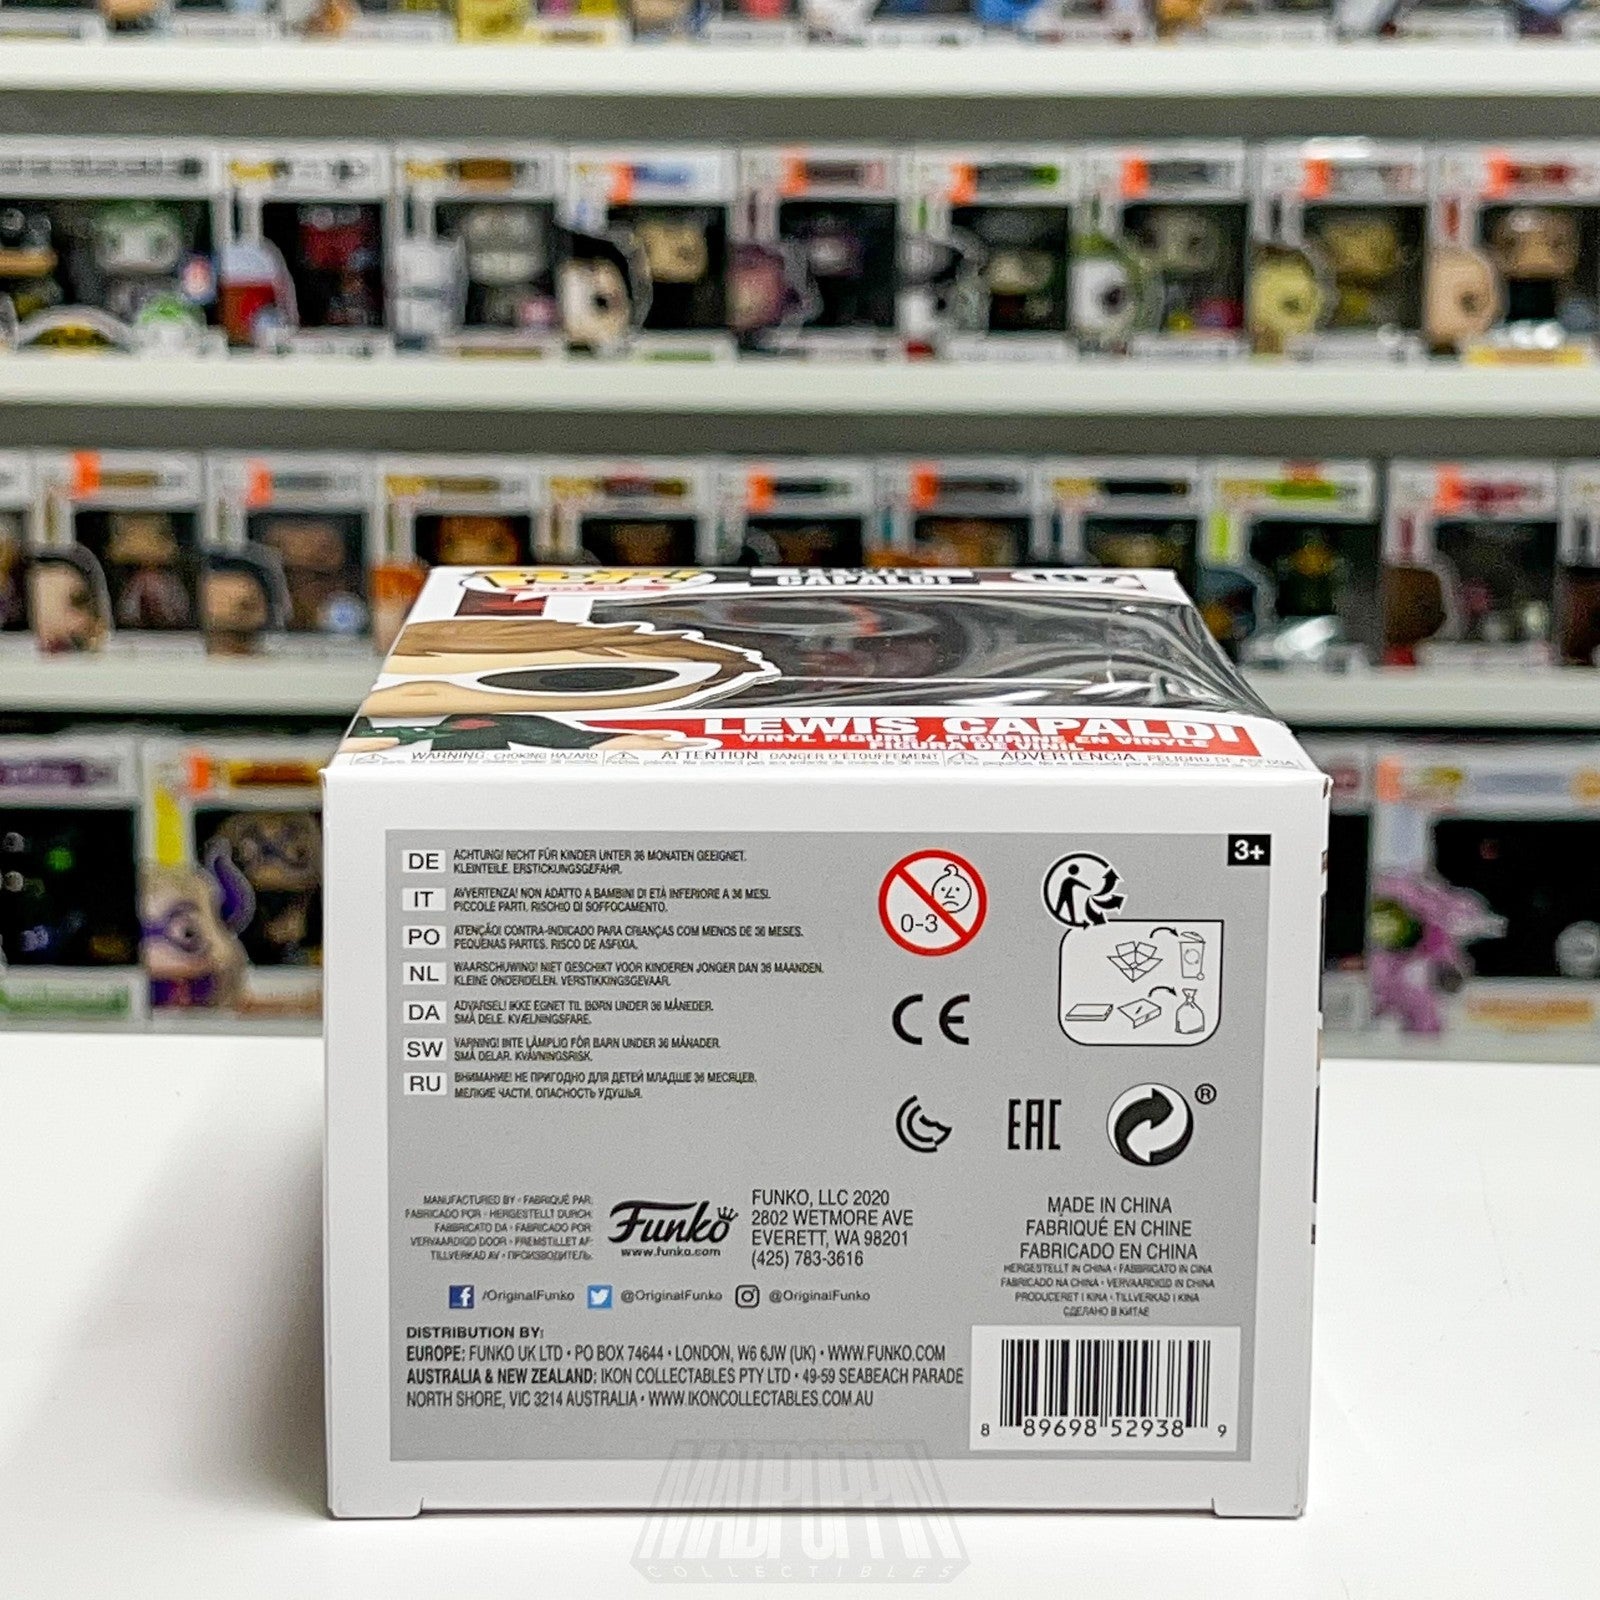 CAPALDI
LEWIS CAPALDI
VINYL FIGURE / FIGURINE EN VINYLE
FIGURA DE VINIL
WARNING: CHOKING HAZARD ATTENTION DANGER D'ETOUFFEMENT ADVERTENCIA: PELIGRO DE ASFIXIA
3+
DE ACHTUNG! NICHT FÜR KINDER UNTER 36 MONATEN GEEIGNET.
KLEINTEILE. ERSTICKUNGSGEFAHR.
IT AVVERTENZA! NON ADATTO A BAMBINI DI ETÀ INFERIORE A 36 MESI.
PICCOLE PARTI. RISCHIO DI SOFFOCAMENTO.
PO ATENÇÃO! CONTRA-INDICADO PARA CRIANÇAS COM MENOS DE 36 MESES.
PEQUENAS PARTES. RISCO DE ASFIXIA.
NL WAARSCHUWING! NIET GESCHIKT VOOR KINDEREN JONGER DAN 36 MAANDEN.
KLEINE ONDERDELEN. VERSTIKKINGSGEVAAR.
DA ADVARSEL! IKKE EGNET TIL BØRN UNDER 36 MÅNEDER.
SMÅ DELE. KVÆLNINGSFARE.
SW VARNING! INTE LÄMPLIG FÖR BARN UNDER 36 MÅNADER.
SMÅ DELAR. KVÄVNINGSRISK.
RU ВНИМАНИЕ! НЕ ПРИГОДНО ДЛЯ ДЕТЕЙ МЛАДШЕ 36 МЕСЯЦЕВ.
МЕЛКИЕ ЧАСТИ. ОПАСНОСТЬ УДУШЬЯ.
0-3
CE
EAC
®
MANUFACTURED BY • FABRIQUÉ PAR:
FABRICADO POR • HERGESTELLT DURCH:
FABBRICATO DA • FABRICADO POR:
VERVAARDIGD DOOR • FREMSTILLET AF:
TILLVERKAD AV • ПРОИЗВОДИТЕЛЬ:
Funko
www.funko.com
FUNKO, LLC 2020
2802 WETMORE AVE
EVERETT, WA 98201
(425) 783-3616
MADE IN CHINA
FABRIQUÉ EN CHINE
FABRICADO EN CHINA
HERGESTELLT IN CHINA • FABBRICATO IN CINA
FABRICADO NA CHINA • VERVAARDIGD IN CHINA
PRODUCERET I KINA • TILLVERKAD I KINA
СДЕЛАНО В КИТАЕ
/OriginalFunko @OriginalFunko @OriginalFunko
DISTRIBUTION BY:
EUROPE: FUNKO UK LTD • PO BOX 74644 • LONDON, W6 6JW (UK) • WWW.FUNKO.COM
AUSTRALIA & NEW ZEALAND: IKON COLLECTABLES PTY LTD • 49-59 SEABEACH PARADE
NORTH SHORE, VIC 3214 AUSTRALIA • WWW.IKONCOLLECTABLES.COM.AU
8 89698 52938 9
MADPOPPIN
COLLECTIBLES